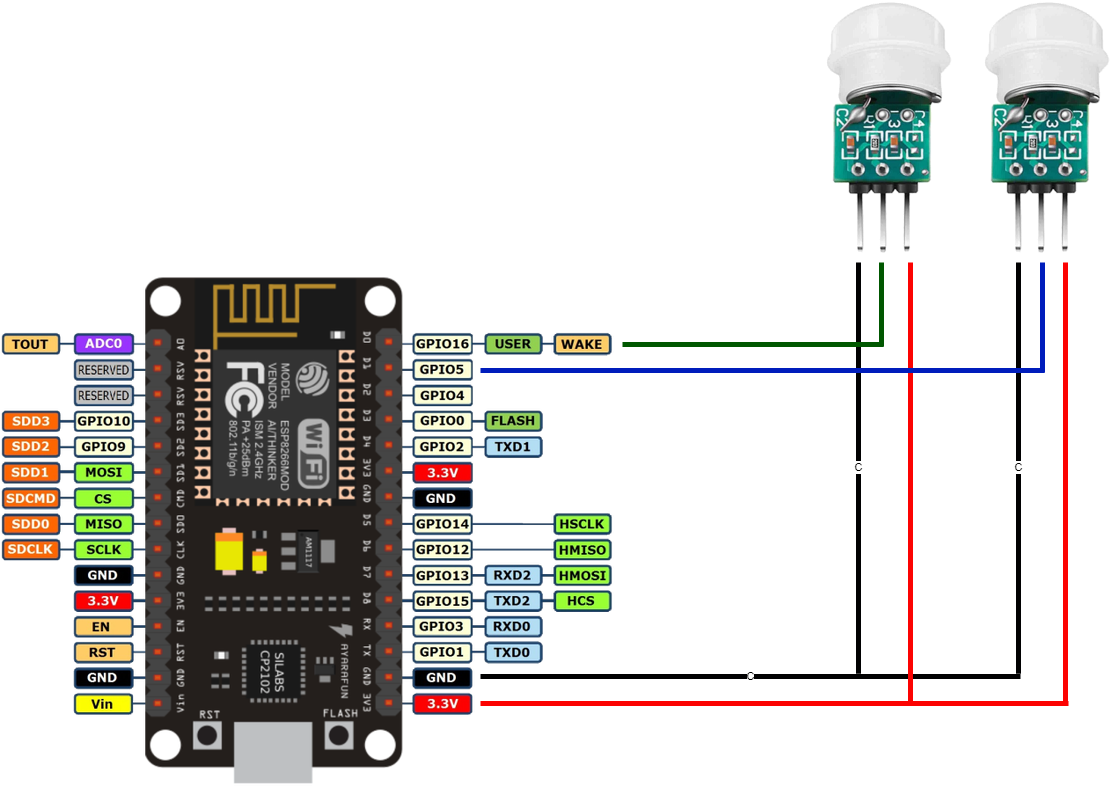 C2 R1 C3 C4
C2 R1 C3 C4
TOUT ADC0 A0 D0 GPIO16 USER WAKE
RESERVED RSV D1 GPIO5
RESERVED RSV D2 GPIO4
SDD3 GPIO10 SD3 D3 GPIO0 FLASH
SDD2 GPIO9 SD2 D4 GPIO2 TXD1
SDD1 MOSI SD1 3V3 3.3V
SDCMD CS CMD GND GND
SDD0 MISO SD0 D5 GPIO14 HSCLK
SDCLK SCLK CLK D6 GPIO12 HMISO
GND GND D7 GPIO13 RXD2 HMOSI
3.3V 3V3 D8 GPIO15 TXD2 HCS
EN EN RX GPIO3 RXD0
RST RST TX GPIO1 TXD0
GND GND GND GND
Vin Vin 3V3 3.3V
MODEL ESP8266MOD
VENDOR AI/THINKER
ISM 2.4GHz
PA +25dBm
802.11b/g/n
FC
WiFi
AM1117
SILABS
CP2102
AYARAFUN
RST
FLASH
C
C
C